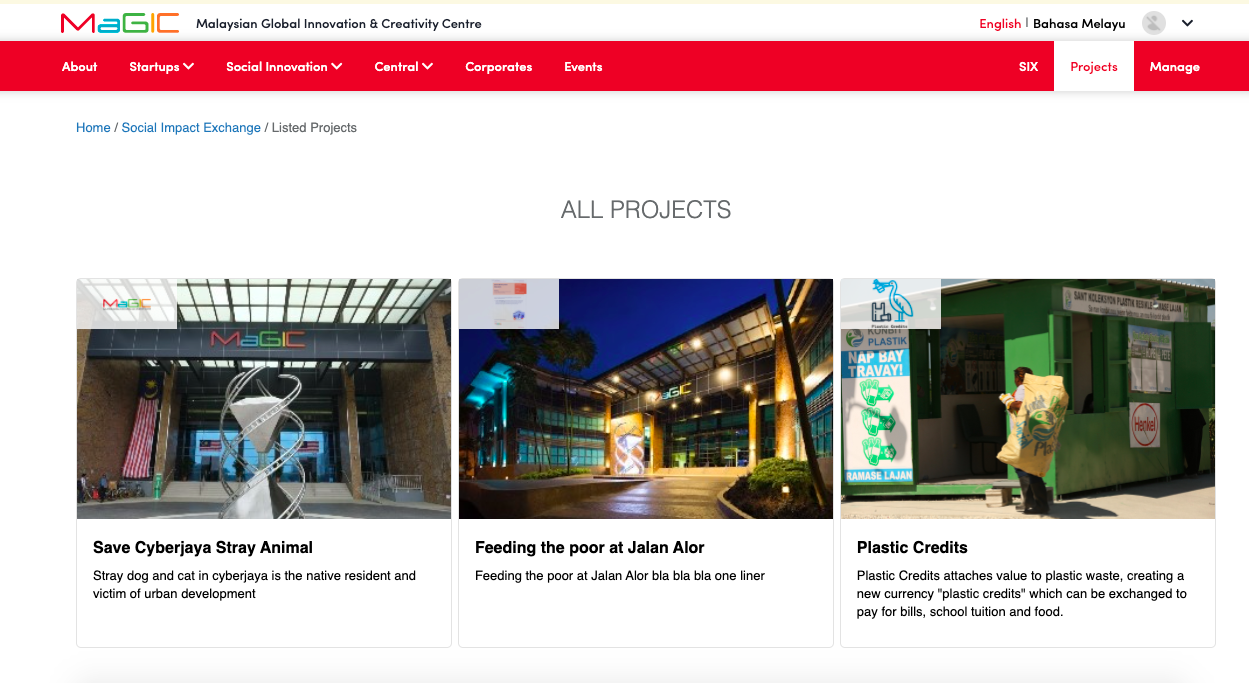 MaGIC Malaysian Global Innovation & Creativity Centre
English | Bahasa Melayu
About Startups Social Innovation Central Corporates Events SIX Projects Manage
Home / Social Impact Exchange / Listed Projects
ALL PROJECTS
MaGIC
MaGIC
MaGIC
Plastic Credits
KONBIT
PLASTIK
NAP BAY
TRAVAY!
RAMASE LAJAN
SANT KOLEKSYON PLASTIK RESIKLE
RAMASE LAJAN
Henkel
Save Cyberjaya Stray Animal
Stray dog and cat in cyberjaya is the native resident and
victim of urban development
Feeding the poor at Jalan Alor
Feeding the poor at Jalan Alor bla bla bla one liner
Plastic Credits
Plastic Credits attaches value to plastic waste, creating a
new currency "plastic credits" which can be exchanged to
pay for bills, school tuition and food.